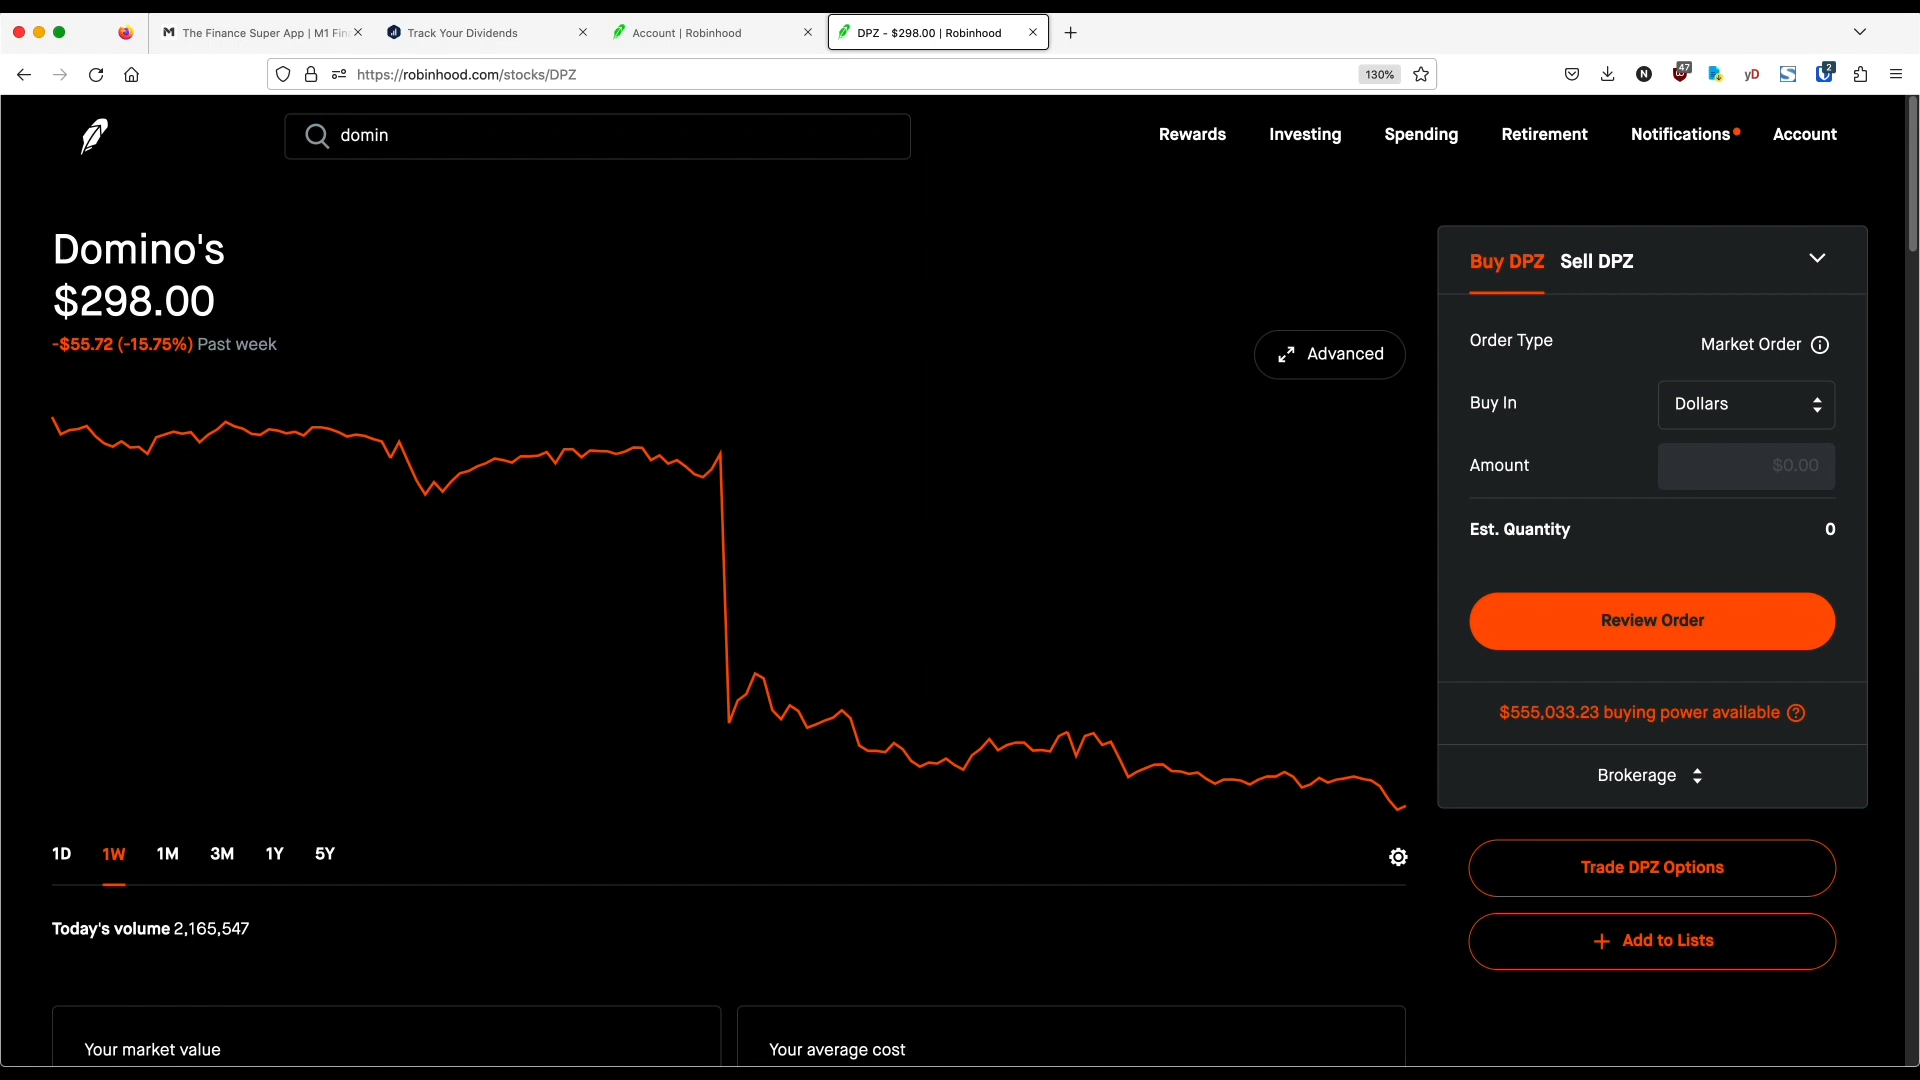 M The Finance Super App | M1 Fin
Track Your Dividends
Account | Robinhood
DPZ - $298.00 | Robinhood
https://robinhood.com/stocks/DPZ
130%
N
47
yD
2
domin
Rewards
Investing
Spending
Retirement
Notifications
Account
Domino's
$298.00
-$55.72 (-15.75%) Past week
Advanced
Buy DPZ
Sell DPZ
Order Type
Market Order
Buy In
Dollars
Amount
$0.00
Est. Quantity
0
Review Order
$555,033.23 buying power available
Brokerage
1D
1W
1M
3M
1Y
5Y
Trade DPZ Options
Today's volume 2,165,547
+ Add to Lists
Your market value
Your average cost